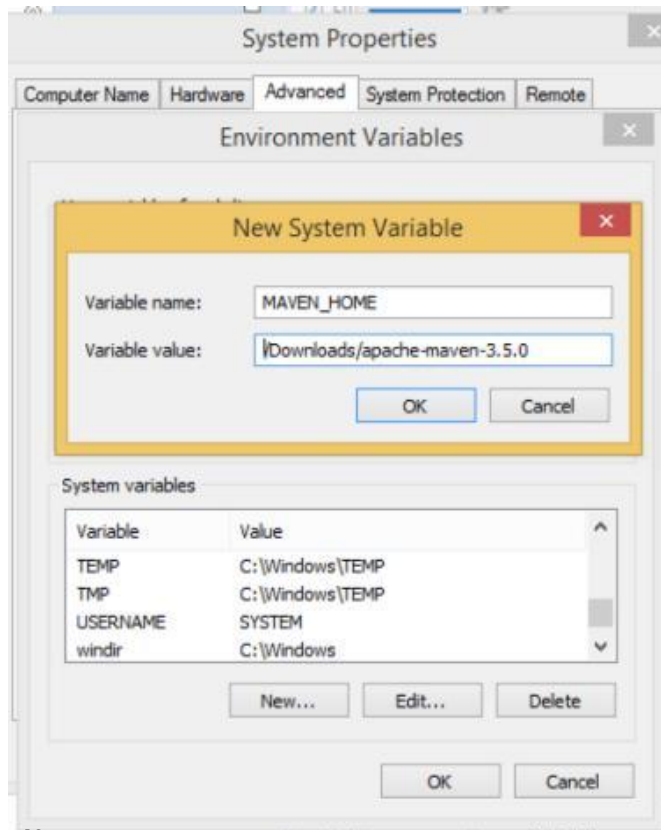 System Properties
Computer Name Hardware Advanced System Protection Remote
Environment Variables
New System Variable
Variable name: MAVEN_HOME
Variable value: /Downloads/apache-maven-3.5.0
OK Cancel
System variables
Variable Value
TEMP C:\Windows\TEMP
TMP C:\Windows\TEMP
USERNAME SYSTEM
windir C:\Windows
New... Edit... Delete
OK Cancel